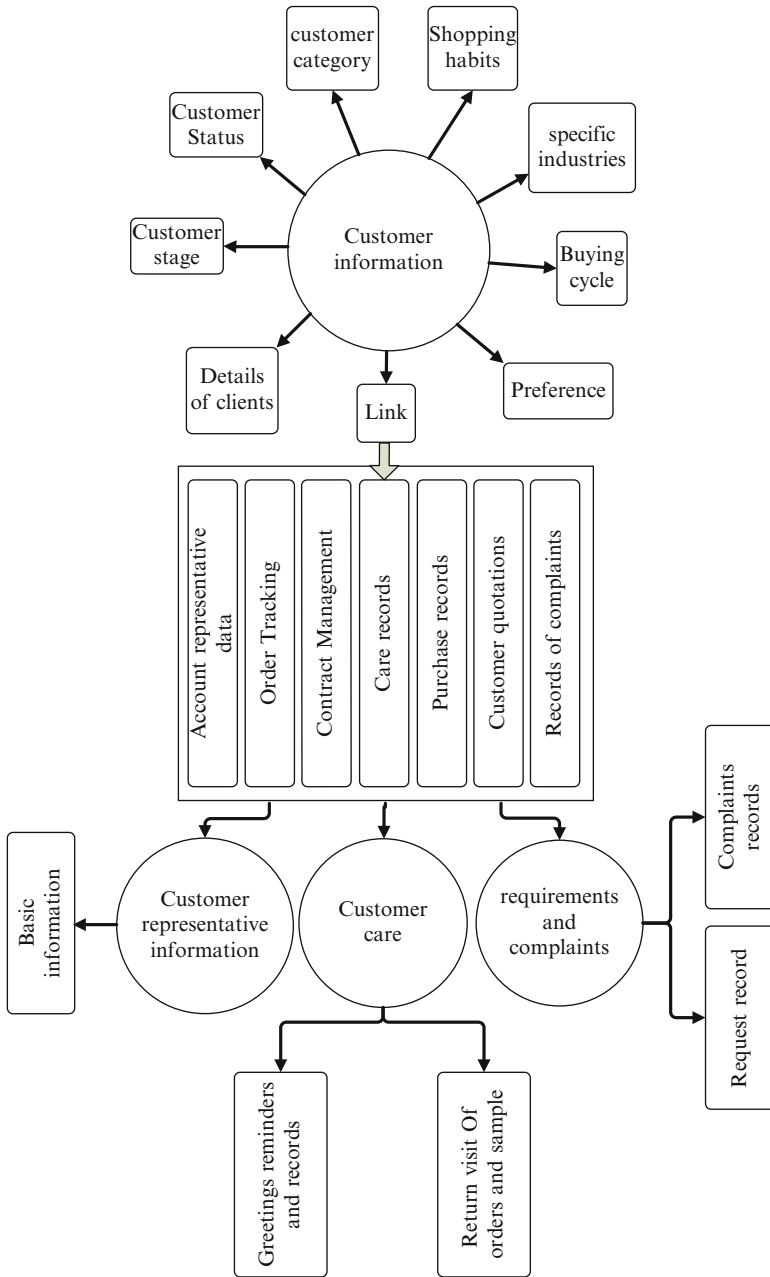 customer
category
Shopping
habits
Customer
Status
specific
industries
Customer
stage
Customer
information
Buying
cycle
Details
of clients
Link
Preference
Account representative
data
Order Tracking
Contract Management
Care records
Purchase records
Customer quotations
Records of complaints
Basic
information
Customer
representative
information
Customer
care
requirements
and
complaints
Complaints
records
Request record
Greetings reminders
and records
Return visit Of
orders and sample